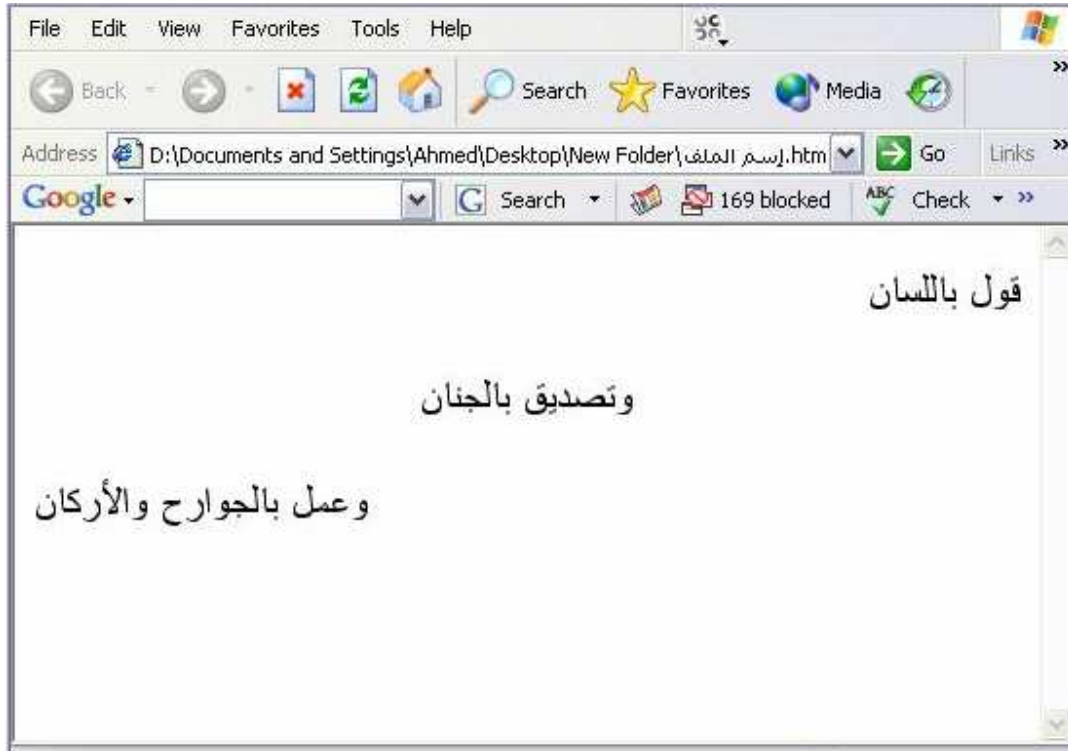 File Edit View Favorites Tools Help
Back Search Favorites Media
Address D:\Documents and Settings\Ahmed\Desktop\New Folder\إسم الملف.htm Go Links
Google Search 169 blocked ABC Check
قول باللسان
وتصديق بالجنان
وعمل بالجوارح والأركان